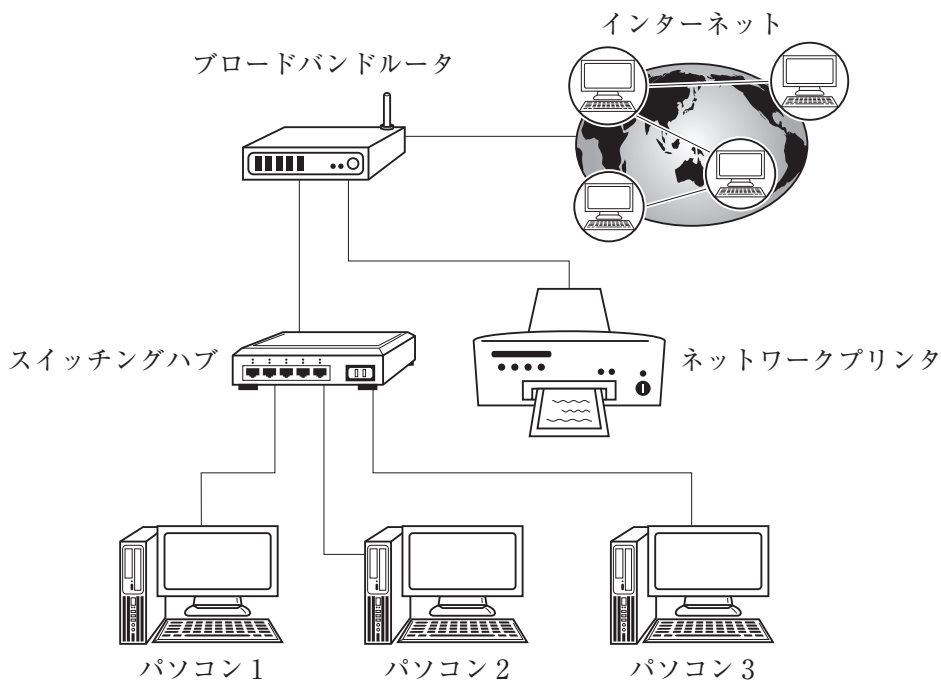 インターネット
ブロードバンドルータ
スイッチングハブ
ネットワークプリンタ
パソコン 1
パソコン 2
パソコン 3